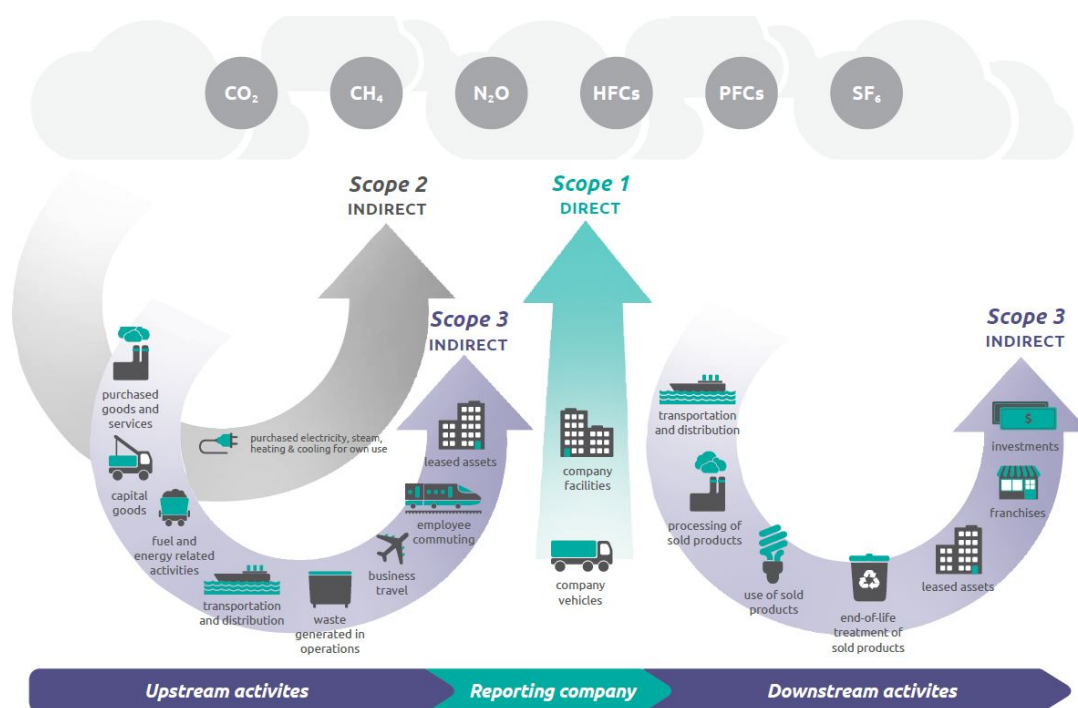 CO₂
CH₄
N₂O
HFCs
PFCs
SF₆
Scope 2
INDIRECT
Scope 1
DIRECT
Scope 3
INDIRECT
Scope 3
INDIRECT
purchased
goods and
services
capital
goods
fuel and
energy related
activities
purchased electricity, steam,
heating & cooling for own use
transportation
and distribution
waste
generated in
operations
business
travel
employee
commuting
leased assets
company
facilities
company
vehicles
transportation
and distribution
processing of
sold products
use of sold
products
end-of-life
treatment of
sold products
leased assets
franchises
$
investments
Upstream activites
Reporting company
Downstream activites